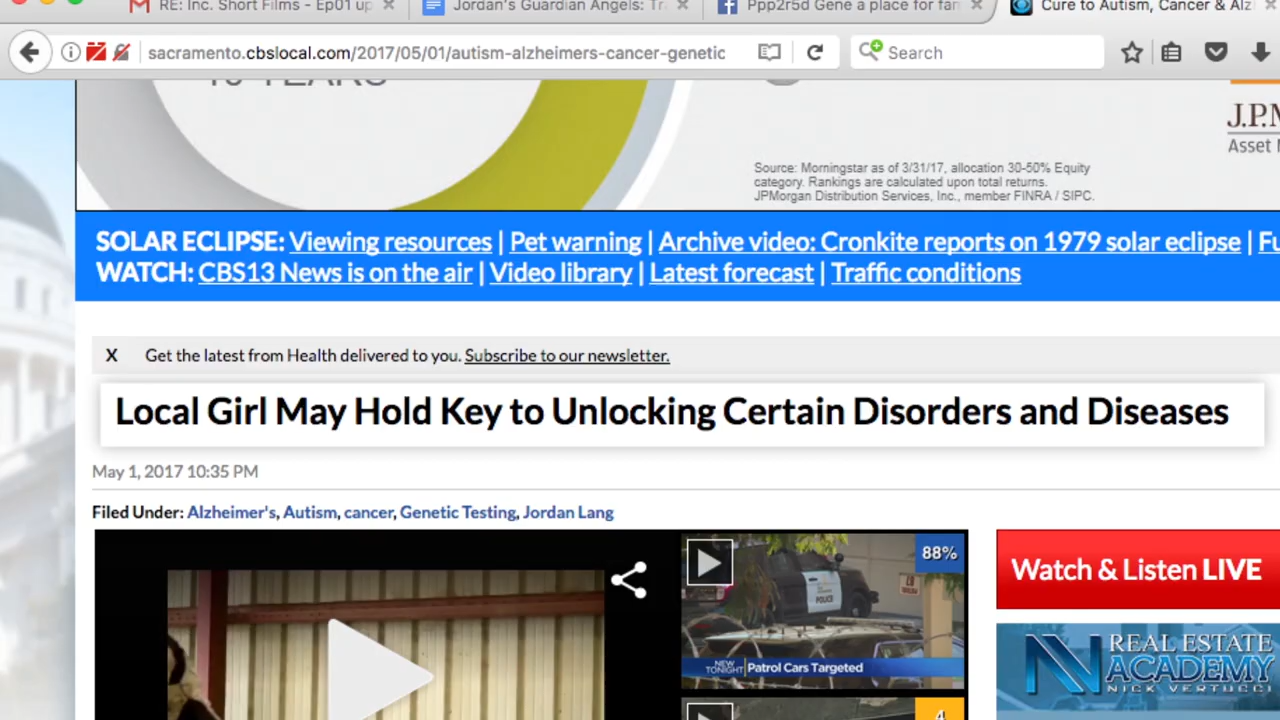 RE: Inc. Short Films - Ep01 up
Jordan's Guardian Angels: Tr
Ppp2r5d Gene a place for fam
Cure to Autism, Cancer & Alz
sacramento.cbslocal.com/2017/05/01/autism-alzheimers-cancer-genetic
Search
10 YEARS
J.P.M
Asset M
Source: Morningstar as of 3/31/17, allocation 30-50% Equity
category. Rankings are calculated upon total returns.
JPMorgan Distribution Services, Inc., member FINRA / SIPC.
SOLAR ECLIPSE: Viewing resources | Pet warning | Archive video: Cronkite reports on 1979 solar eclipse | Fu
WATCH: CBS13 News is on the air | Video library | Latest forecast | Traffic conditions
X Get the latest from Health delivered to you. Subscribe to our newsletter.
Local Girl May Hold Key to Unlocking Certain Disorders and Diseases
May 1, 2017 10:35 PM
Filed Under: Alzheimer's, Autism, cancer, Genetic Testing, Jordan Lang
88%
POLICE
NEW TONIGHT Patrol Cars Targeted
4
Watch & Listen LIVE
N REAL ESTATE
ACADEMY
NICK VERTUCCI